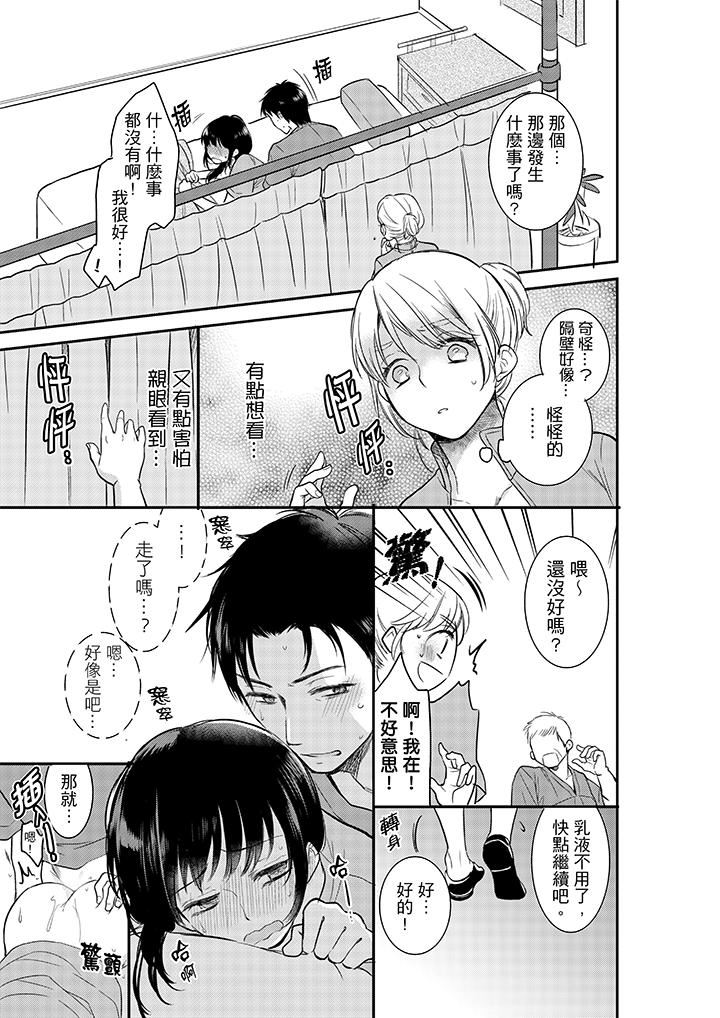 那個…
那邊發生
什麼事了嗎？
插
插
什…什麼事
都沒有啊！
我很好…！
奇怪…？
隔壁好像…
怪怪的
……
怦
怦。
有點想看…
又有點害怕
親眼看到…
怦
怦。
喂～
還沒好嗎？
驚！
啊！我在！
不好意思！
乳液不用了，
快點繼續吧。
轉身
好…
好的！
窸窣
…！
走了嗎…？
嗯…
好像是吧…
窸窣
哈
哈
啊
那就…
插！
嗯！
驚顫